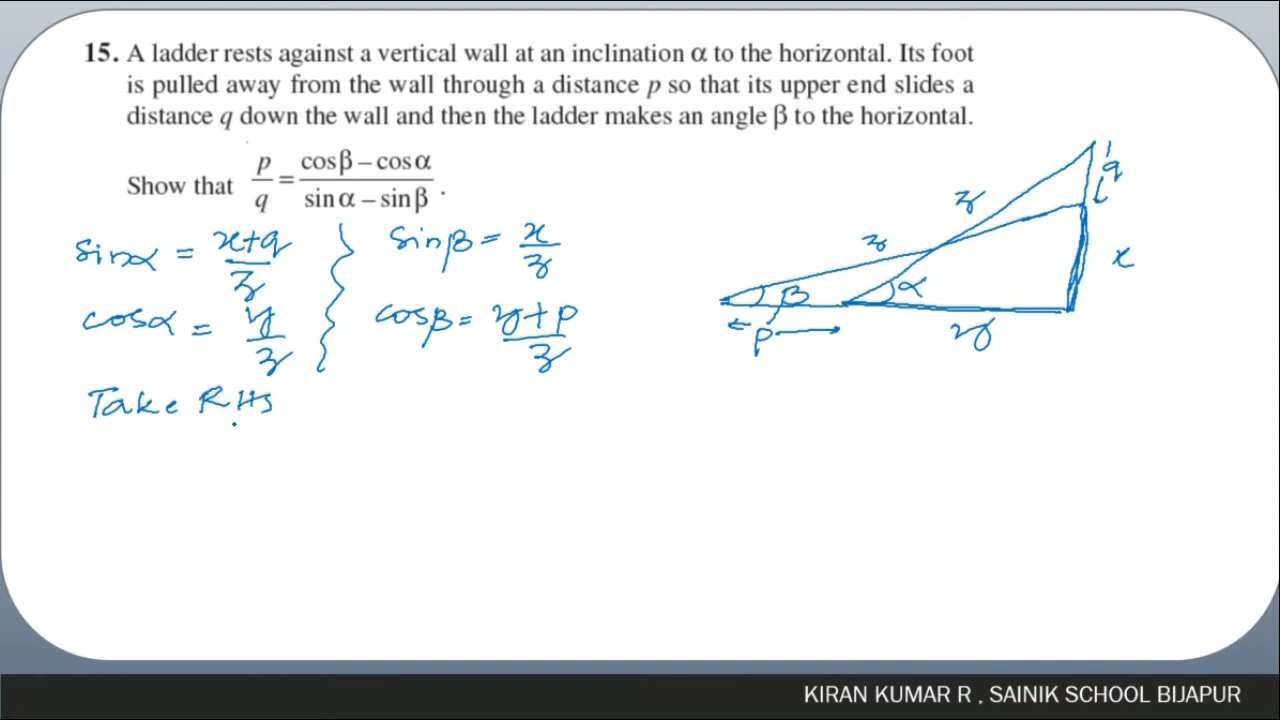 15. A ladder rests against a vertical wall at an inclination α to the horizontal. Its foot
is pulled away from the wall through a distance p so that its upper end slides a
distance q down the wall and then the ladder makes an angle β to the horizontal.
Show that p/q = (cosβ – cosα)/(sinα – sinβ) .
sinα = (x+q)/z } sinβ = x/z
cosα = y/z } cosβ = (y+p)/z
Take RHS
q
z
z
x
β
α
p
y
KIRAN KUMAR R , SAINIK SCHOOL BIJAPUR